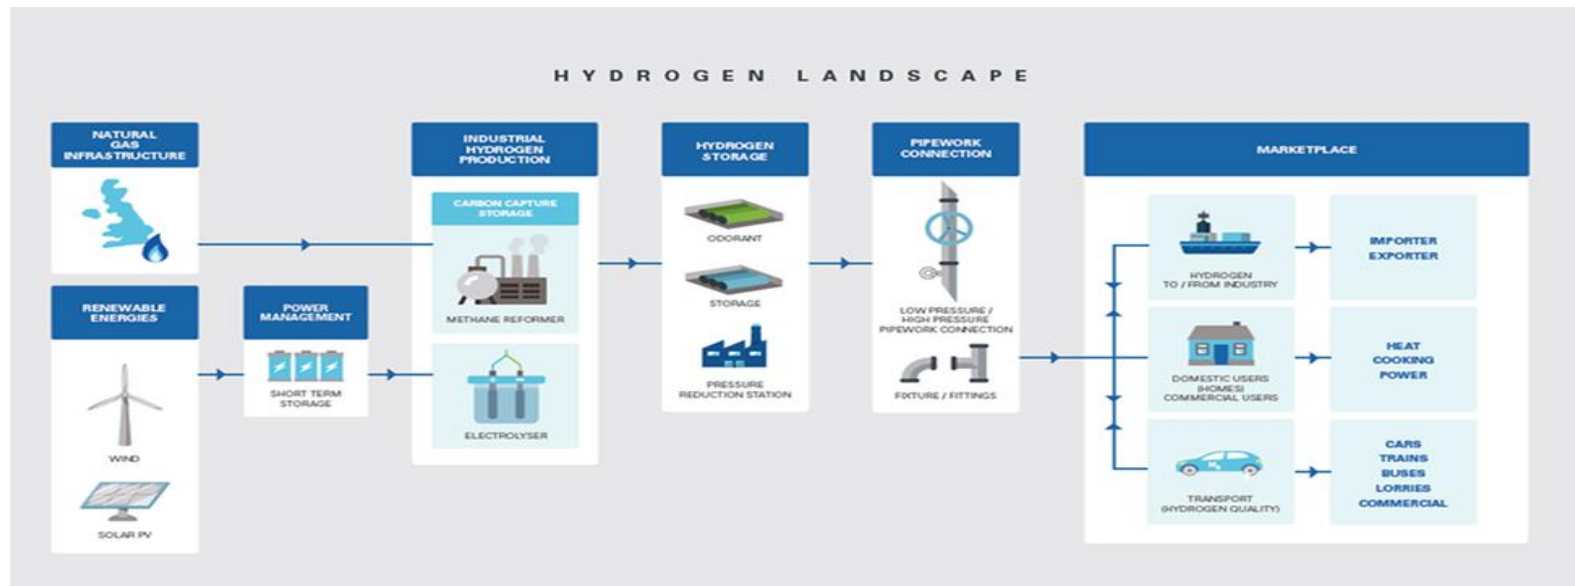 HYDROGEN LANDSCAPE
NATURAL
GAS
INFRASTRUCTURE
RENEWABLE
ENERGIES
WIND
SOLAR PV
POWER
MANAGEMENT
SHORT TERM
STORAGE
INDUSTRIAL
HYDROGEN
PRODUCTION
CARBON CAPTURE
STORAGE
METHANE REFORMER
ELECTROLYSER
HYDROGEN
STORAGE
ODORANT
STORAGE
PRESSURE
REDUCTION STATION
PIPEWORK
CONNECTION
LOW PRESSURE /
HIGH PRESSURE
PIPEWORK CONNECTION
FIXTURE / FITTINGS
MARKETPLACE
HYDROGEN
TO / FROM INDUSTRY
IMPORTER
EXPORTER
DOMESTIC USERS
(HOMES)
COMMERCIAL USERS
HEAT
COOKING
POWER
TRANSPORT
(HYDROGEN QUALITY)
CARS
TRAINS
BUSES
LORRIES
COMMERCIAL